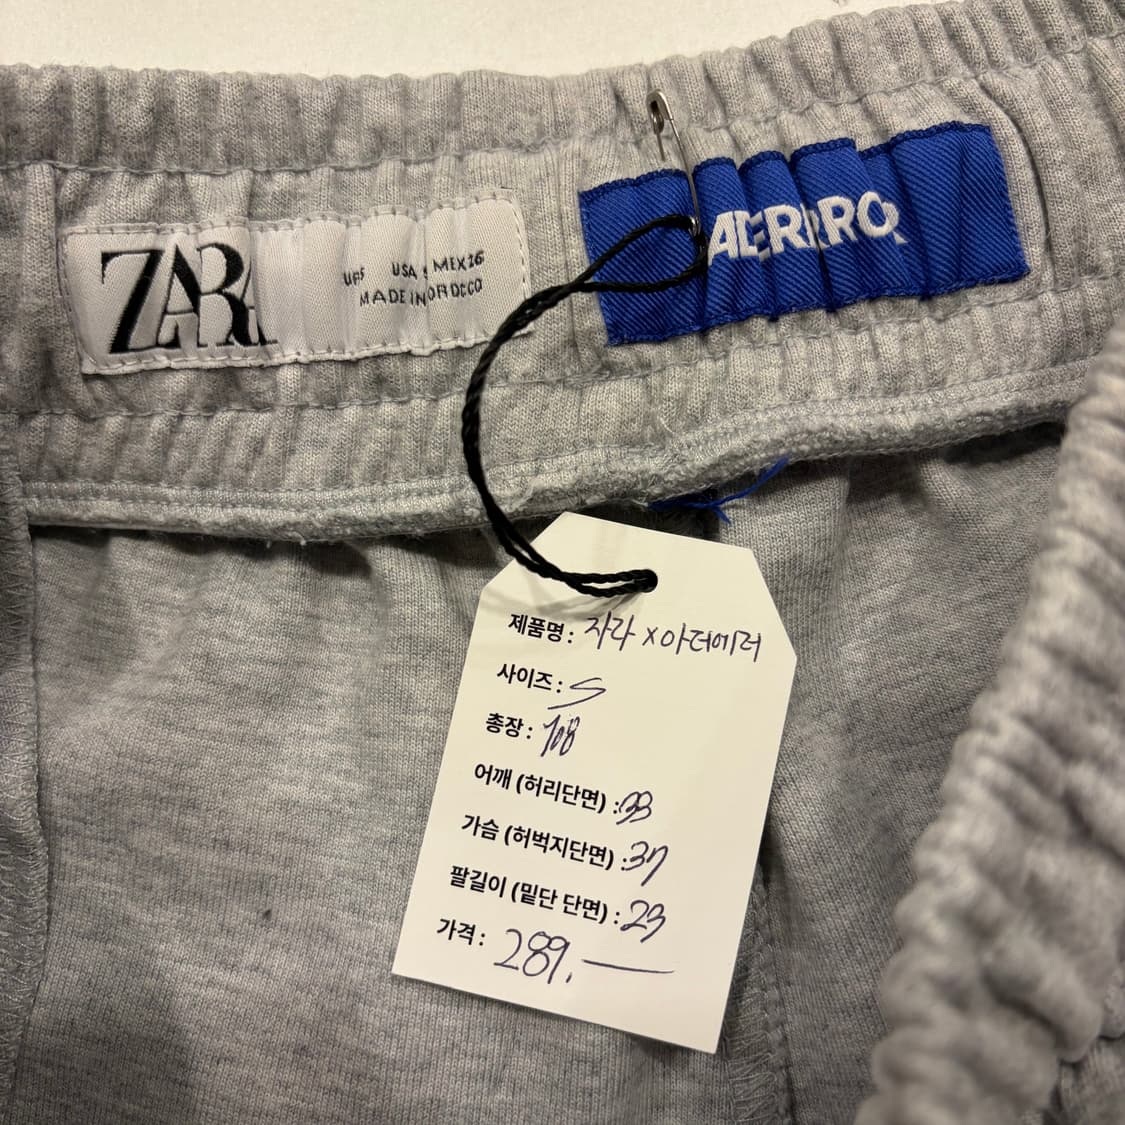 ZARA
USA S MEX 26
MADE IN MOROCCO
ADERERROR
제품명: 자라 x 아더에러
사이즈: S
총장: 108
어깨 (허리단면) :33
가슴 (허벅지단면) :37
팔길이 (밑단 단면) :23
가격: 289.—